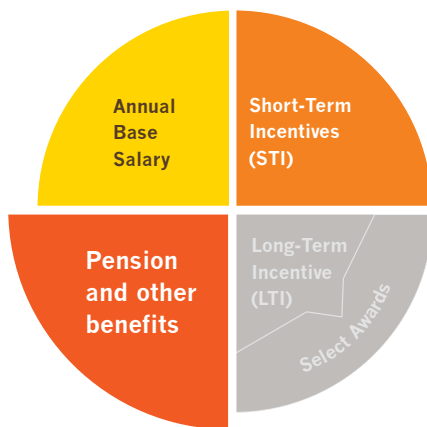 Annual
Base
Salary
Short-Term
Incentives
(STI)
Pension
and other
benefits
Long-Term
Incentive
(LTI)
Select Awards